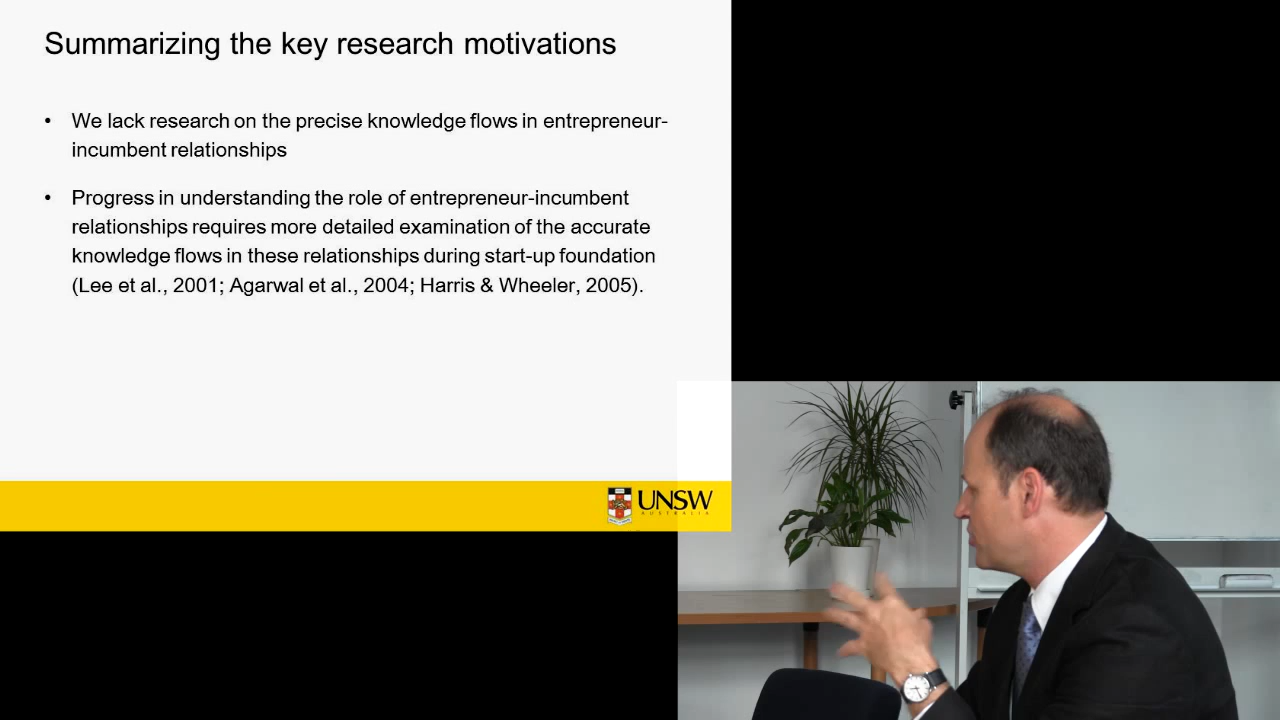 Summarizing the key research motivations
• We lack research on the precise knowledge flows in entrepreneur-
incumbent relationships
• Progress in understanding the role of entrepreneur-incumbent
relationships requires more detailed examination of the accurate
knowledge flows in these relationships during start-up foundation
(Lee et al., 2001; Agarwal et al., 2004; Harris & Wheeler, 2005).
UNSW
AUSTRALIA